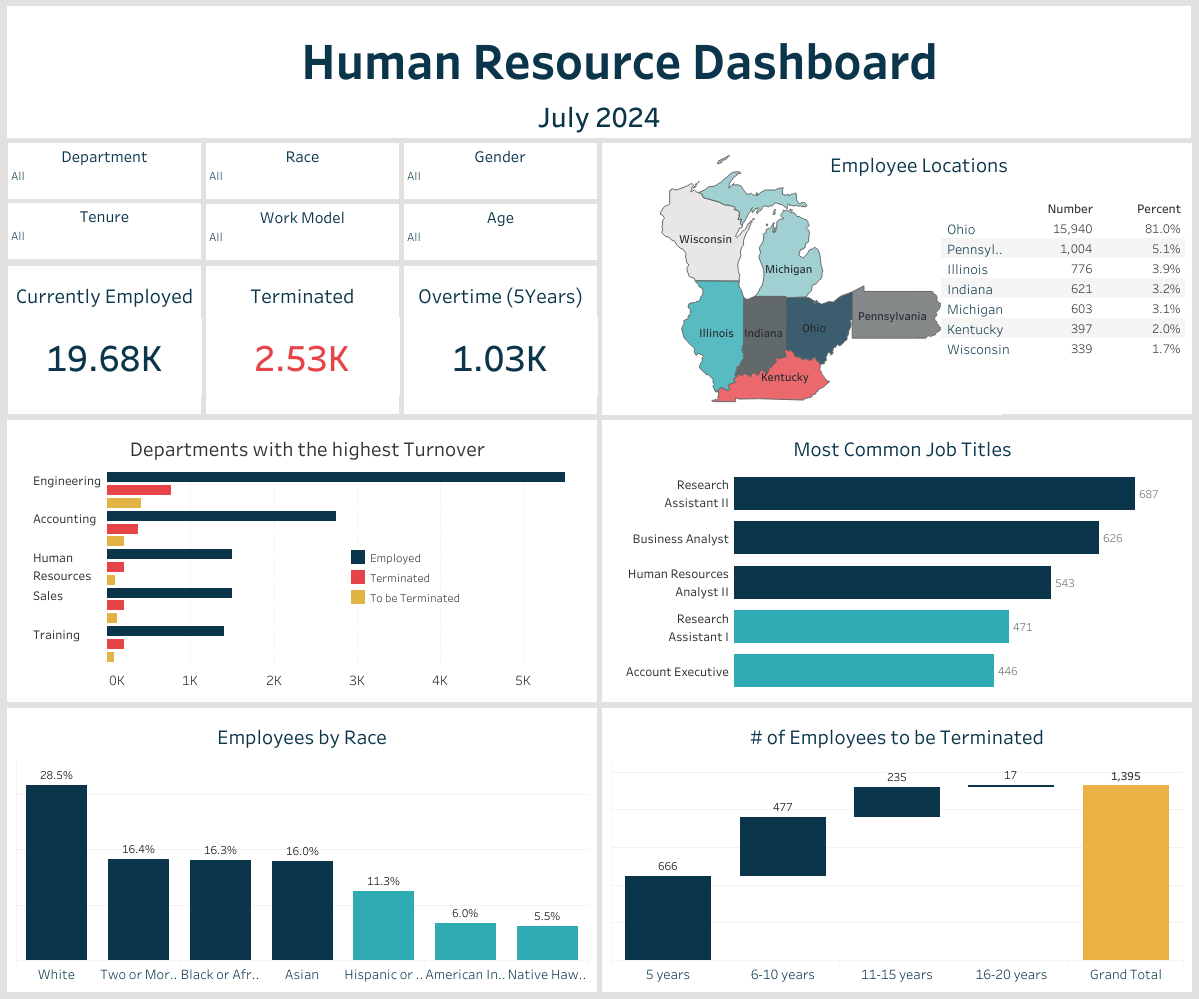 Human Resource Dashboard
July 2024
Department
All
Race
All
Gender
All
Tenure
All
Work Model
All
Age
All
Currently Employed
19.68K
Terminated
2.53K
Overtime (5Years)
1.03K
Employee Locations
Wisconsin
Michigan
Illinois
Indiana
Ohio
Pennsylvania
Kentucky
Number Percent
Ohio 15,940 81.0%
Pennsyl.. 1,004 5.1%
Illinois 776 3.9%
Indiana 621 3.2%
Michigan 603 3.1%
Kentucky 397 2.0%
Wisconsin 339 1.7%
Departments with the highest Turnover
Engineering
Accounting
Human
Resources
Sales
Training
Employed
Terminated
To be Terminated
0K 1K 2K 3K 4K 5K
Most Common Job Titles
Research
Assistant II
687
Business Analyst 626
Human Resources
Analyst II
543
Research
Assistant I
471
Account Executive 446
Employees by Race
28.5%
16.4%
16.3%
16.0%
11.3%
6.0%
5.5%
White Two or Mor.. Black or Afr.. Asian Hispanic or .. American In.. Native Haw..
# of Employees to be Terminated
666
477
235
17
1,395
5 years 6-10 years 11-15 years 16-20 years Grand Total